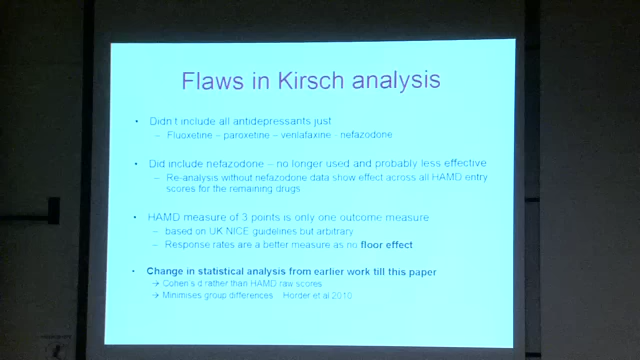 Flaws in Kirsch analysis
• Didn't include all antidepressants just
– Fluoxetine – paroxetine – venlafaxine - nefazodone
• Did include nefazodone – no longer used and probably less effective
– Re-analysis without nefazodone data show effect across all HAMD entry
scores for the remaining drugs
• HAMD measure of 3 points is only one outcome measure
– based on UK NICE guidelines but arbitrary
– Response rates are a better measure as no floor effect
• Change in statistical analysis from earlier work till this paper
→ Cohen's d rather than HAMD raw scores
→ Minimises group differences Horder et al 2010